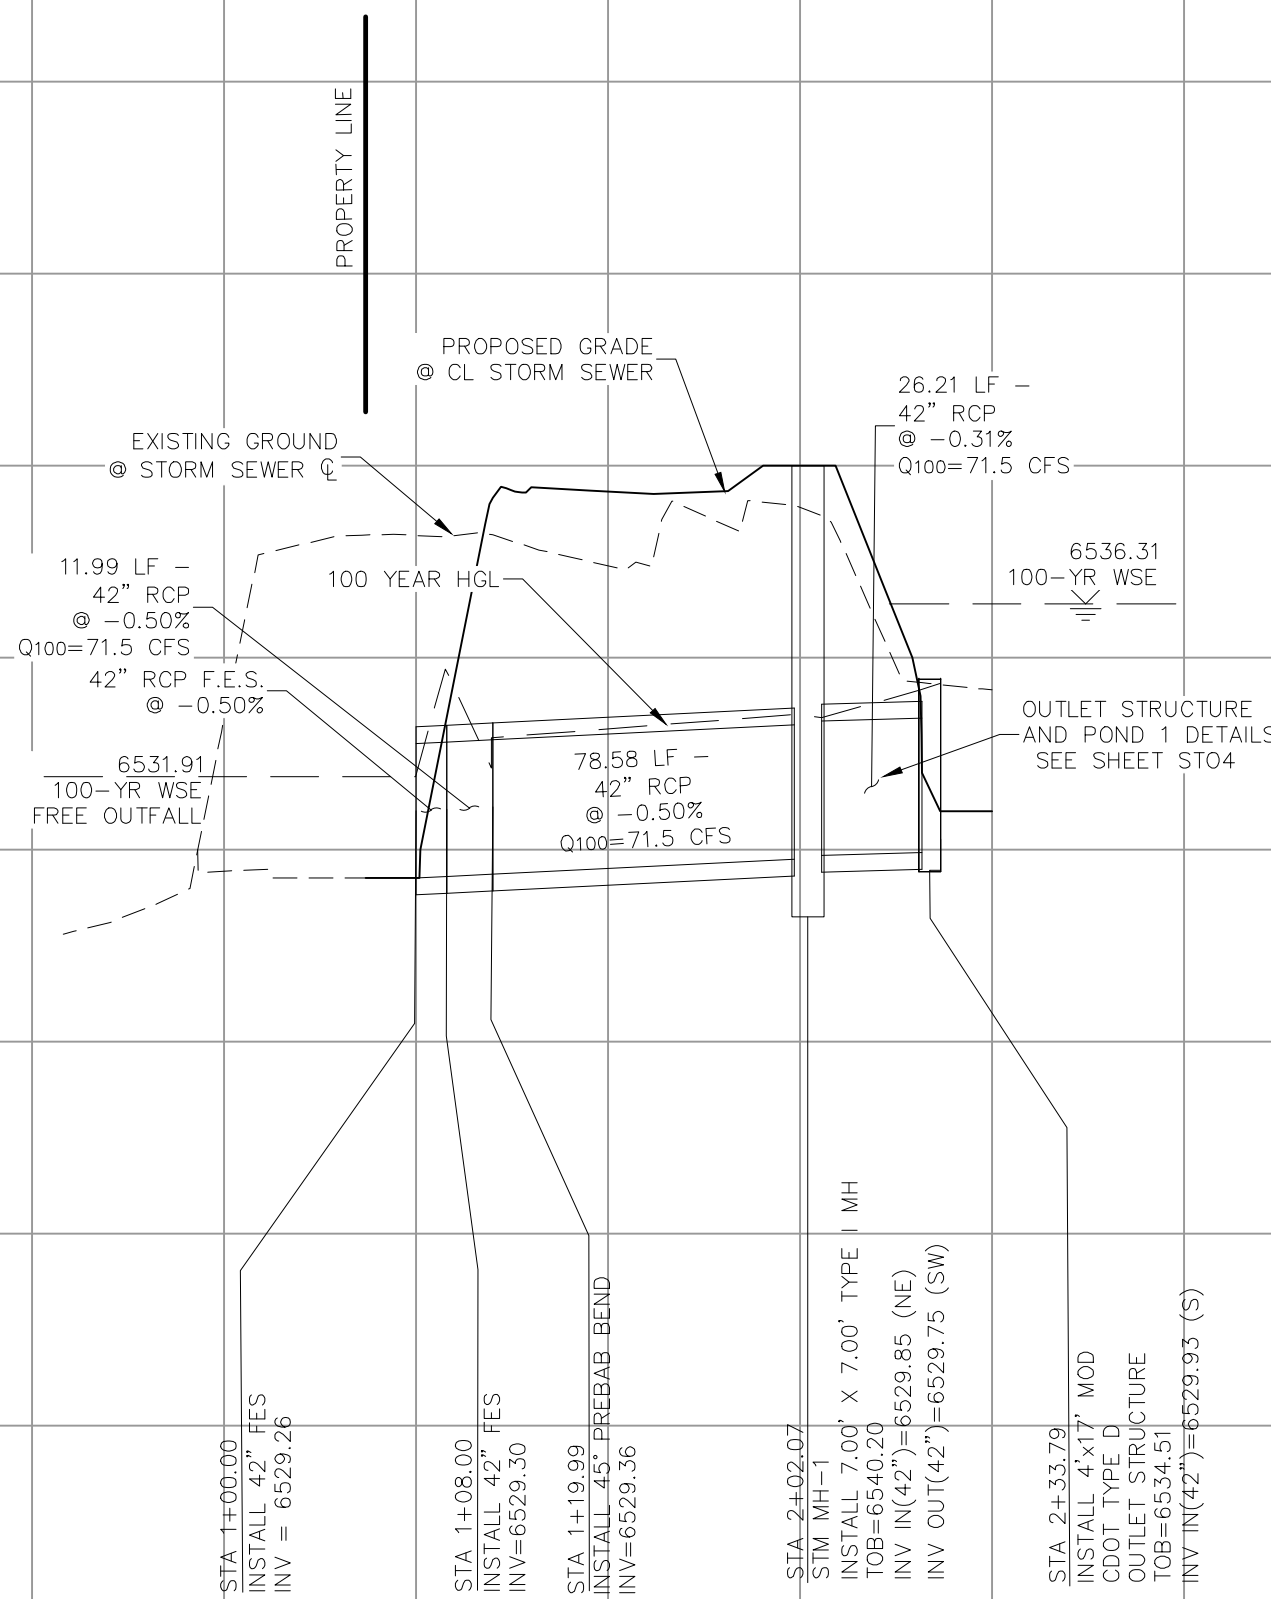 PROPERTY LINE
PROPOSED GRADE
@ CL STORM SEWER
26.21 LF -
42" RCP
@ -0.31%
Q100=71.5 CFS
EXISTING GROUND
@ STORM SEWER ℄
6536.31
100-YR WSE
11.99 LF -
42" RCP
@ -0.50%
Q100=71.5 CFS
100 YEAR HGL
42" RCP F.E.S.
@ -0.50%
OUTLET STRUCTURE
AND POND 1 DETAILS
SEE SHEET ST04
6531.91
100-YR WSE
FREE OUTFALL
78.58 LF -
42" RCP
@ -0.50%
Q100=71.5 CFS
STA 1+00.00
INSTALL 42" FES
INV = 6529.26
STA 1+08.00
INSTALL 42" FES
INV=6529.30
STA 1+19.99
INSTALL 45° PREBAB BEND
INV=6529.36
STA 2+02.07
STM MH-1
INSTALL 7.00' X 7.00' TYPE I MH
TOB=6540.20
INV IN(42")=6529.85 (NE)
INV OUT(42")=6529.75 (SW)
STA 2+33.79
INSTALL 4'x17' MOD
CDOT TYPE D
OUTLET STRUCTURE
TOB=6534.51
INV IN(42")=6529.93 (S)